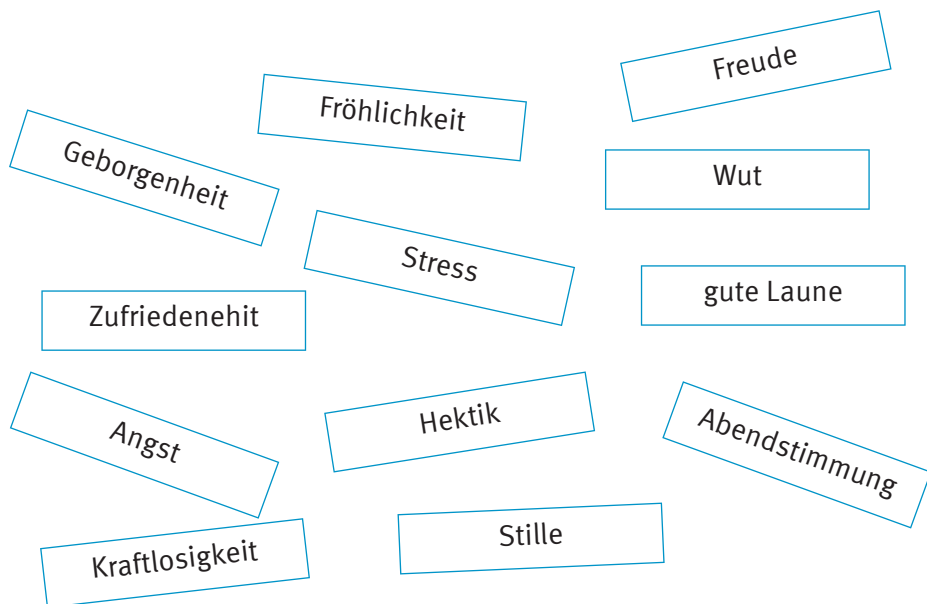 Freude
Fröhlichkeit
Geborgenheit
Wut
Stress
gute Laune
Zufriedenehit
Hektik
Angst
Abendstimmung
Stille
Kraftlosigkeit